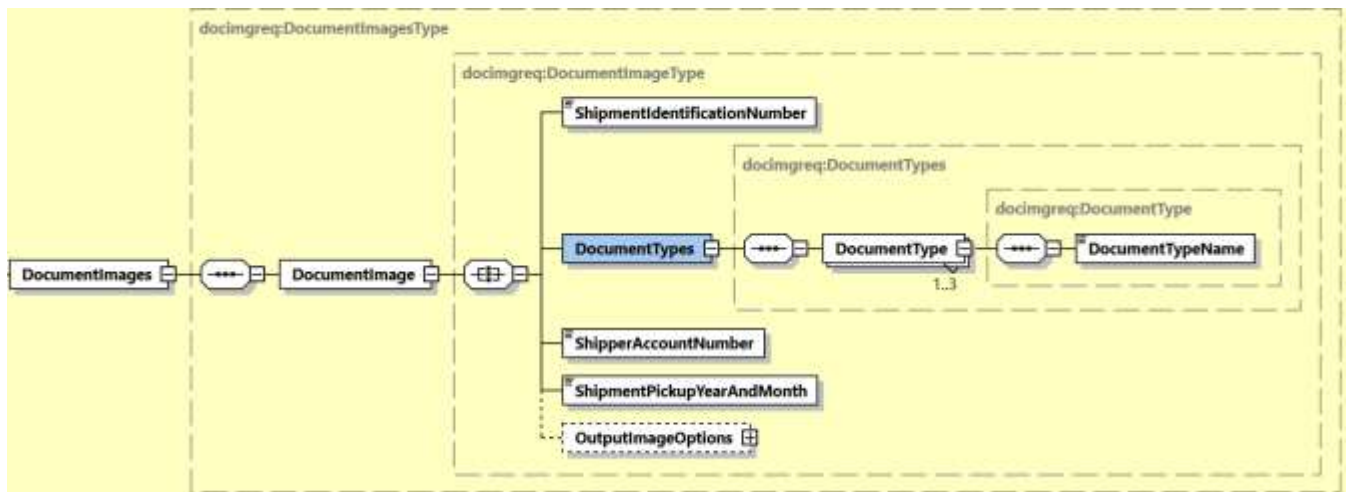 docimgreq:DocumentImagesType
docimgreq:DocumentImageType
ShipmentIdentificationNumber
docimgreq:DocumentTypes
docimgreq:DocumentType
DocumentTypes
DocumentType
DocumentTypeName
DocumentImages
DocumentImage
1..3
ShipperAccountNumber
ShipmentPickupYearAndMonth
OutputImageOptions